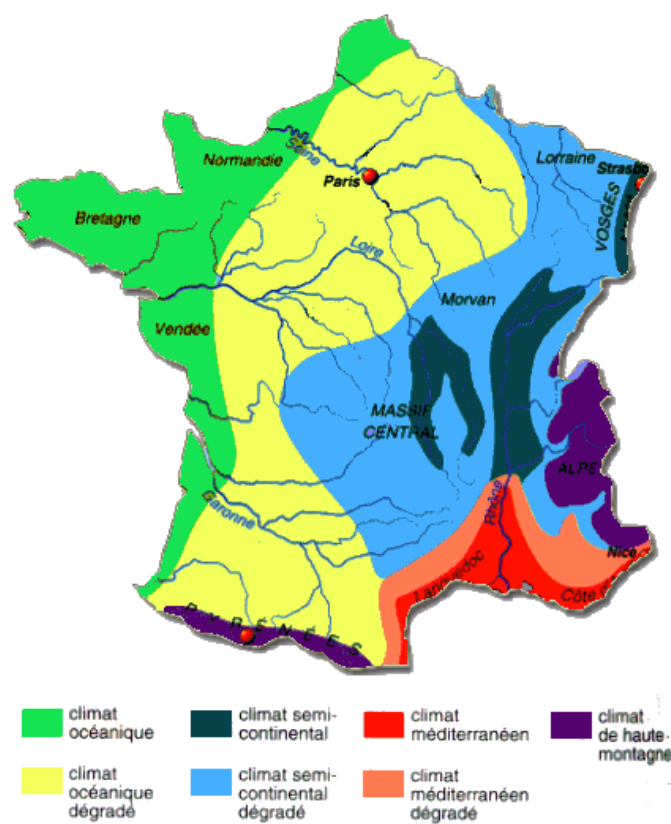 Normandie
Seine
Lorraine
Paris
Strasbo
Bretagne
VOSGES
Loire
Morvan
Vendée
MASSIF
CENTRAL
ALPE
Rhône
Garonne
Nice
Languedoc
Côte d'
PYRÉNÉES
climat
océanique
climat semi-
continental
climat
méditerranéen
climat
de haute-
montagne
climat
océanique
dégradé
climat semi-
continental
dégradé
climat
méditerranéen
dégradé